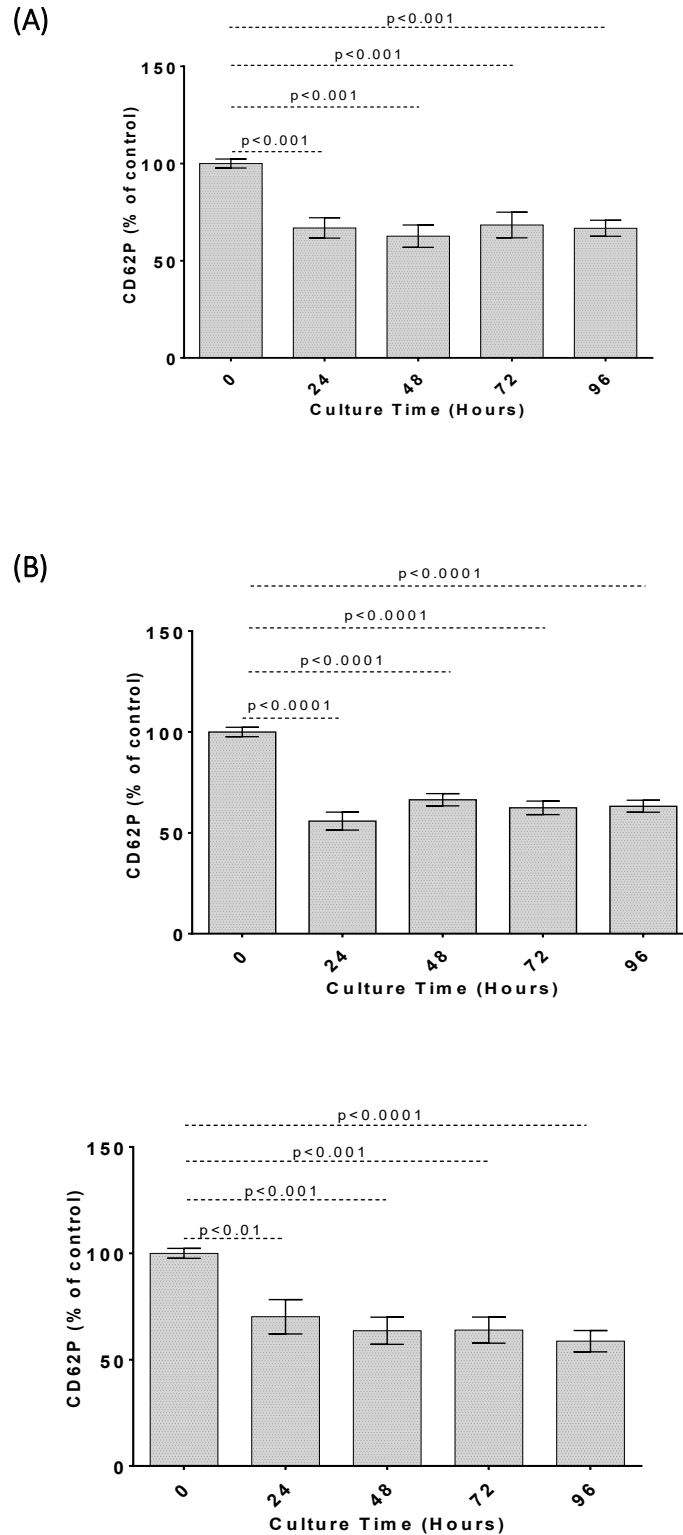 (A)
p<0.001
p<0.001
p<0.001
p<0.001
150
100
50
0
CD62P (% of control)
0 24 48 72 96
Culture Time (Hours)
(B)
p<0.0001
p<0.0001
p<0.0001
p<0.0001
150
100
50
0
CD62P (% of control)
0 24 48 72 96
Culture Time (Hours)
p<0.0001
p<0.001
p<0.001
p<0.01
150
100
50
0
CD62P (% of control)
0 24 48 72 96
Culture Time (Hours)